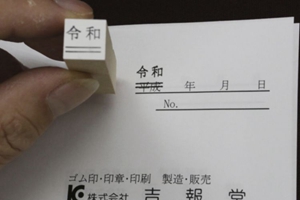 令和
令和
平成 年 月 日
No.
ゴム印・印章・印刷 製造・販売
株式会社 吉報堂